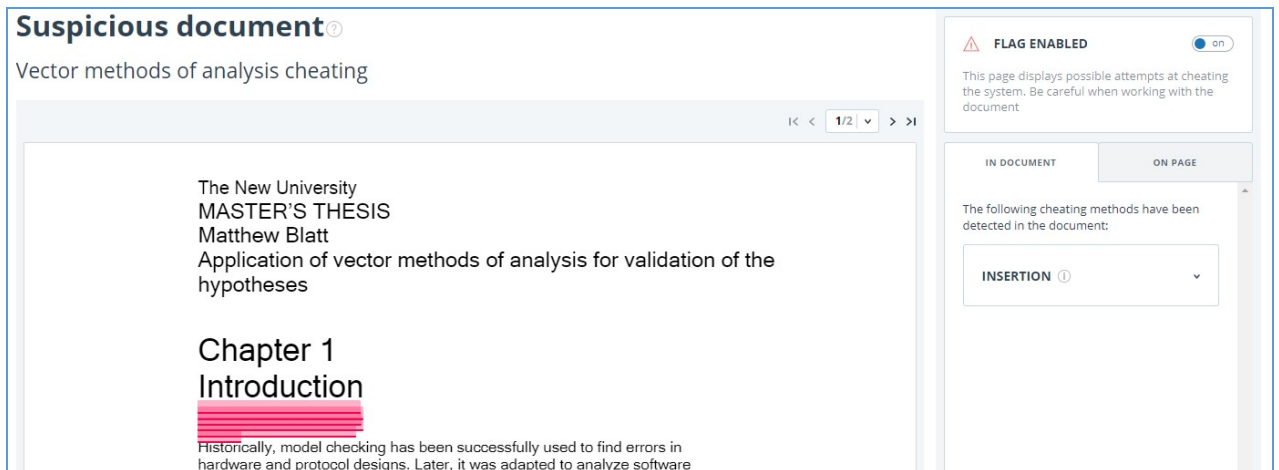 Suspicious document
Vector methods of analysis cheating
1/2
The New University
MASTER'S THESIS
Matthew Blatt
Application of vector methods of analysis for validation of the
hypotheses
Chapter 1
Introduction
Historically, model checking has been successfully used to find errors in
hardware and protocol designs. Later, it was adapted to analyze software
FLAG ENABLED
on
This page displays possible attempts at cheating
the system. Be careful when working with the
document
IN DOCUMENT
ON PAGE
The following cheating methods have been
detected in the document:
INSERTION